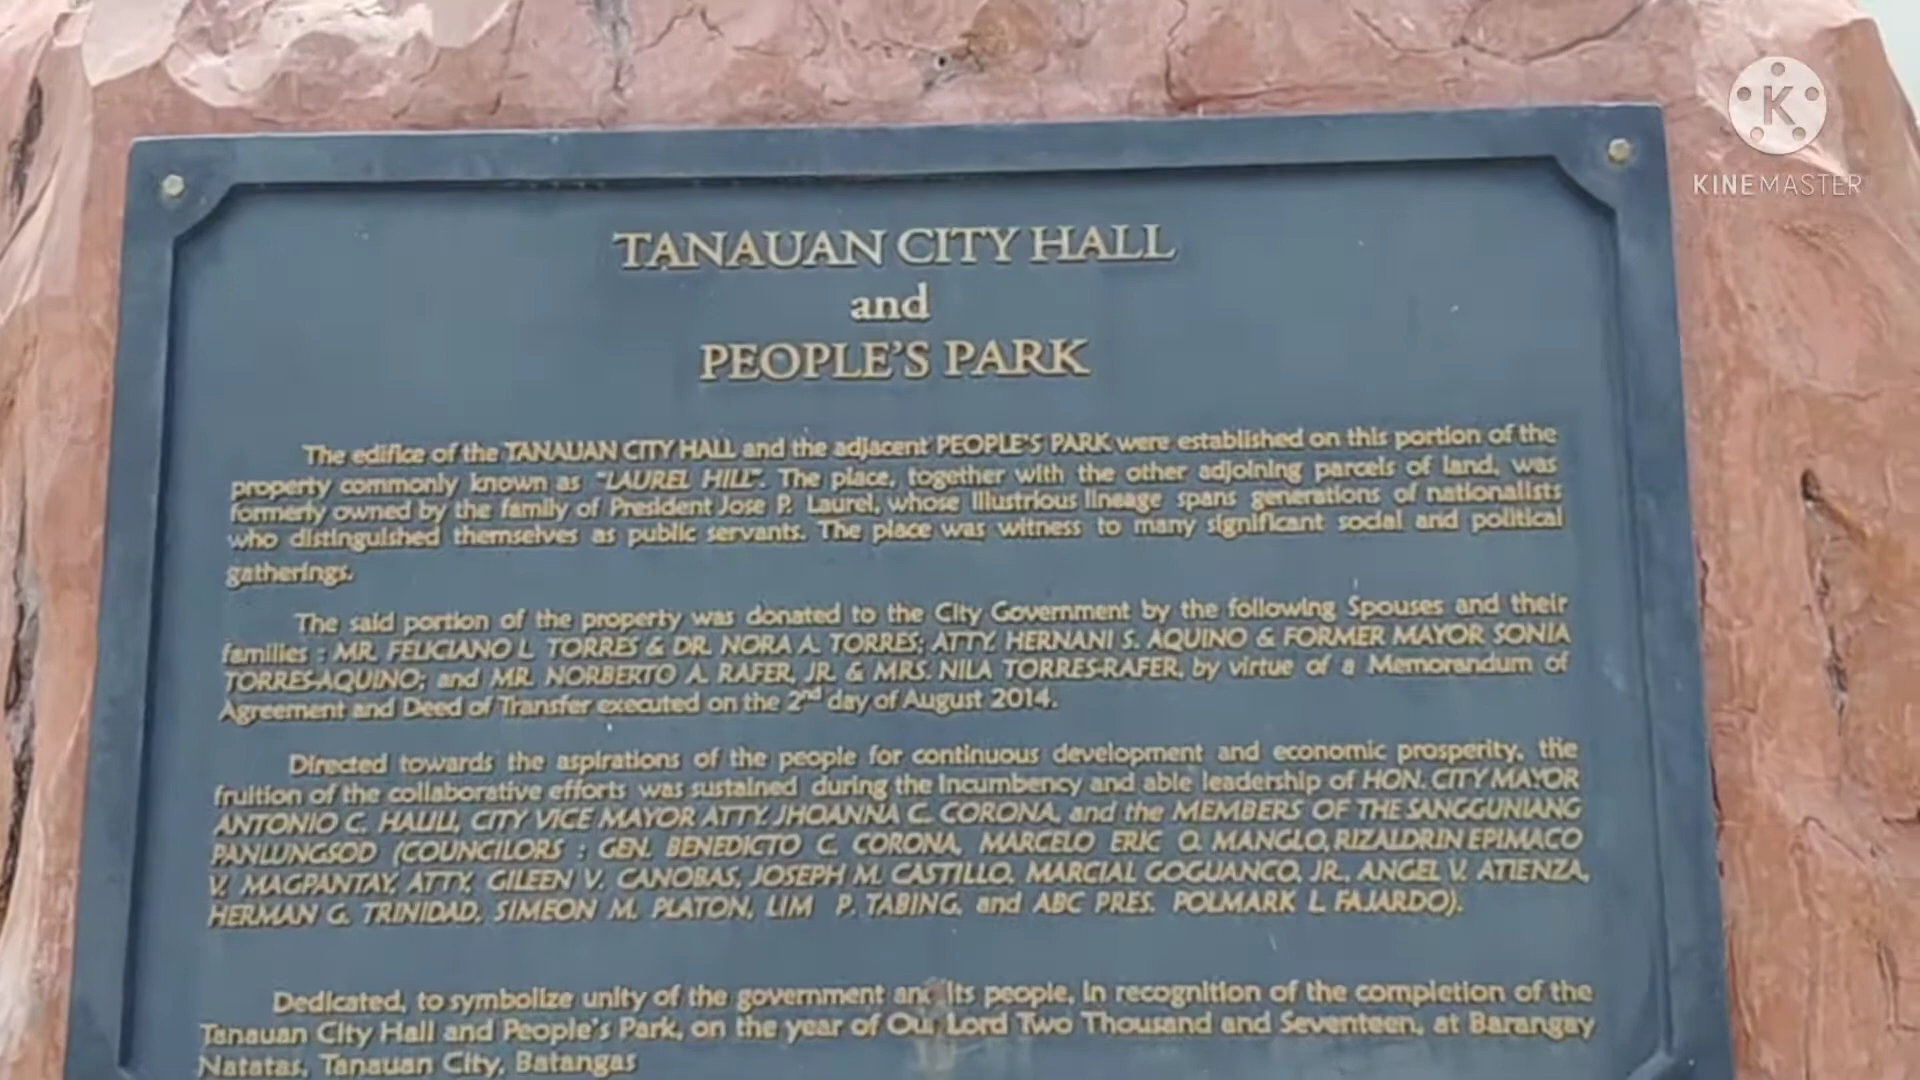 KINEMASTER
TANAUAN CITY HALL
and
PEOPLE'S PARK
The edifice of the TANAUAN CITY HALL and the adjacent PEOPLE'S PARK were established on this portion of the
property commonly known as "LAUREL HILL". The place, together with the other adjoining parcels of land, was
formerly owned by the family of President Jose P. Laurel, whose illustrious lineage spans generations of nationalists
who distinguished themselves as public servants. The place was witness to many significant social and political
gatherings.
The said portion of the property was donated to the City Government by the following Spouses and their
families : MR. FELICIANO L. TORRES & DR. NORA A. TORRES; ATTY. HERNANI S. AQUINO & FORMER MAYOR SONIA
TORRES-AQUINO; and MR. NORBERTO A. RAFER, JR. & MRS. NILA TORRES-RAFER, by virtue of a Memorandum of
Agreement and Deed of Transfer executed on the 2nd day of August 2014.
Directed towards the aspirations of the people for continuous development and economic prosperity, the
fruition of the collaborative efforts was sustained during the incumbency and able leadership of HON. CITY MAYOR
ANTONIO C. HALILI, CITY VICE MAYOR ATTY. JHOANNA C. CORONA, and the MEMBERS OF THE SANGGUNIANG
PANLUNGSOD (COUNCILORS : GEN. BENEDICTO C. CORONA, MARCELO ERIC O. MANGLO, RIZALDRIN EPIMACO
V. MAGPANTAY, ATTY. GILEEN V. CANOBAS, JOSEPH M. CASTILLO, MARCIAL GOGUANCO, JR., ANGEL V. ATIENZA,
HERMAN G. TRINIDAD, SIMEON M. PLATON, LIM P. TABING, and ABC PRES. POLMARK L. FAJARDO).
Dedicated, to symbolize unity of the government and its people, in recognition of the completion of the
Tanauan City Hall and People's Park, on the year of Our Lord Two Thousand and Seventeen, at Barangay
Natatas, Tanauan City, Batangas